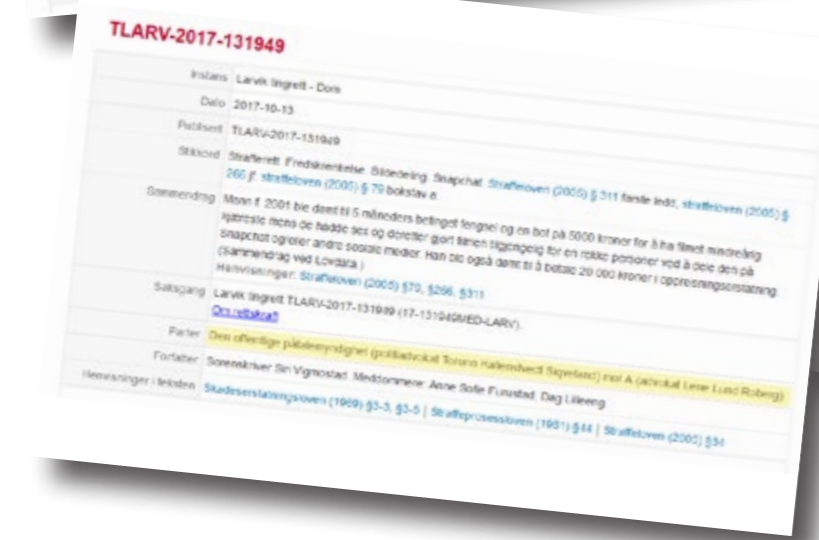 TLARV-2017-131949
Instans Larvik tingrett - Dom
Dato 2017-10-13
Publisert TLARV-2017-131949
Stikkord Strafferett. Fredskrenkelse. Bildedeling. Snapchat. Straffeloven (2005) § 311 første ledd, straffeloven (2005) §
266 jf. straffeloven (2005) § 79 bokstav a.
Sammendrag Mann f. 2001 ble dømt til 5 måneders betinget fengsel og en bot på 5000 kroner for å ha filmet mindreårig
kjæreste mens de hadde sex og deretter gjort filmen tilgjengelig for en rekke personer ved å dele den på
Snapchat og/eller andre sosiale medier. Han ble også dømt til å betale 20 000 kroner i oppreisningserstatning.
(Sammendrag ved Lovdata.)
Henvisninger: Straffeloven (2005) §79, §266, §311
Saksgang Larvik tingrett TLARV-2017-131949 (17-131949MED-LARV).
Om rettskraft
Parter Den offentlige påtalemyndighet (politiadvokat Torunn) mot A (advokat Lene Lund Roberg)
Forfatter Sorenskriver Siri Vigmostad. Meddommere: Anne Sofie Furustad, Dag Lilleeng.
Henvisninger i teksten Skadeserstatningsloven (1969) §3-3, §3-5 | Straffeprosessloven (1981) §44 | Straffeloven (2005) §34